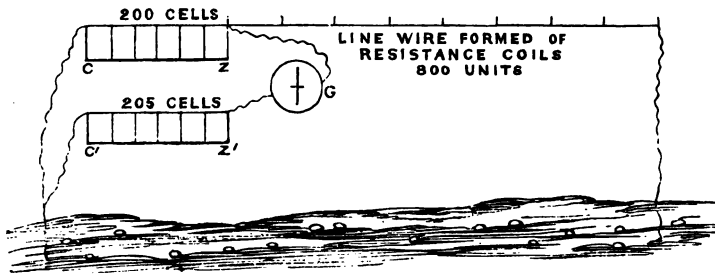 200 CELLS
LINE WIRE FORMED OF
RESISTANCE COILS
800 UNITS
C
Z
G
205 CELLS
C'
Z'